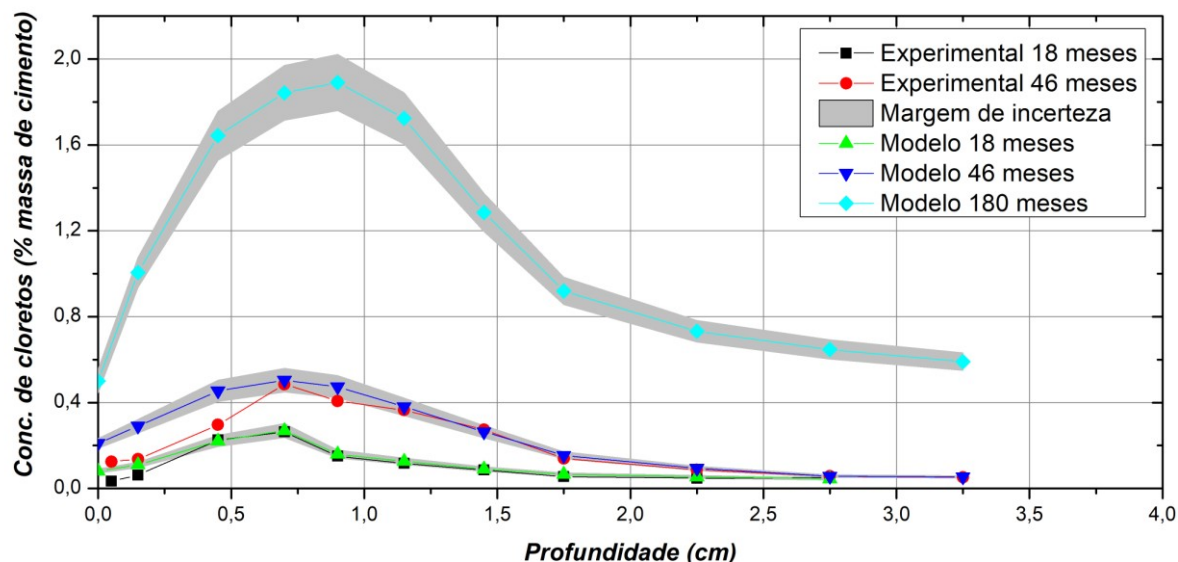 Conc. de cloretos (% massa de cimento)
2,0
1,6
1,2
0,8
0,4
0,0
Experimental 18 meses
Experimental 46 meses
Margem de incerteza
Modelo 18 meses
Modelo 46 meses
Modelo 180 meses
0,0 0,5 1,0 1,5 2,0 2,5 3,0 3,5 4,0
Profundidade (cm)